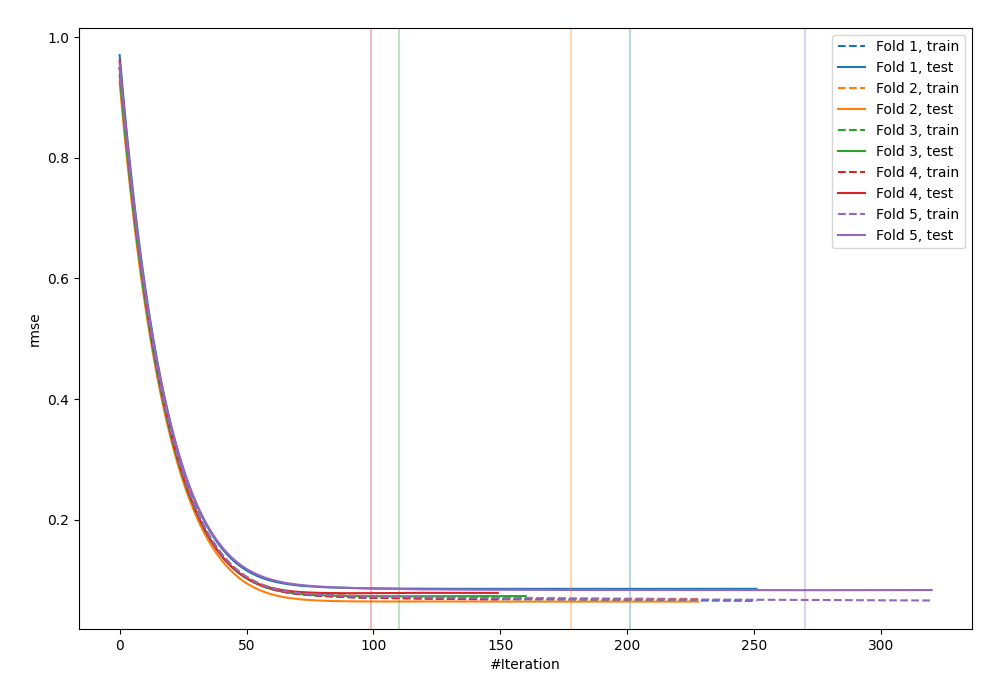 1.0
0.8
0.6
0.4
0.2
rmse
0
50
100
150
200
250
300
#Iteration
Fold 1, train
Fold 1, test
Fold 2, train
Fold 2, test
Fold 3, train
Fold 3, test
Fold 4, train
Fold 4, test
Fold 5, train
Fold 5, test